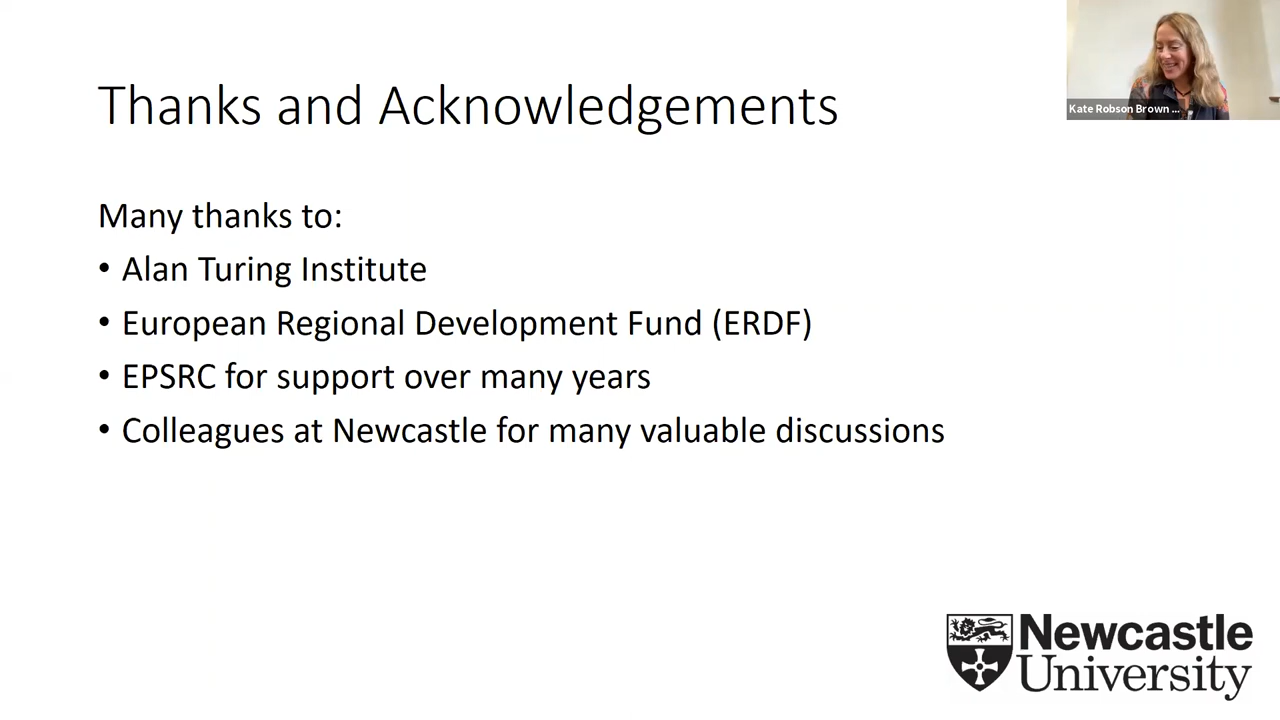 Thanks and Acknowledgements
Kate Robson Brown ...
Many thanks to:
• Alan Turing Institute
• European Regional Development Fund (ERDF)
• EPSRC for support over many years
• Colleagues at Newcastle for many valuable discussions
Newcastle
University